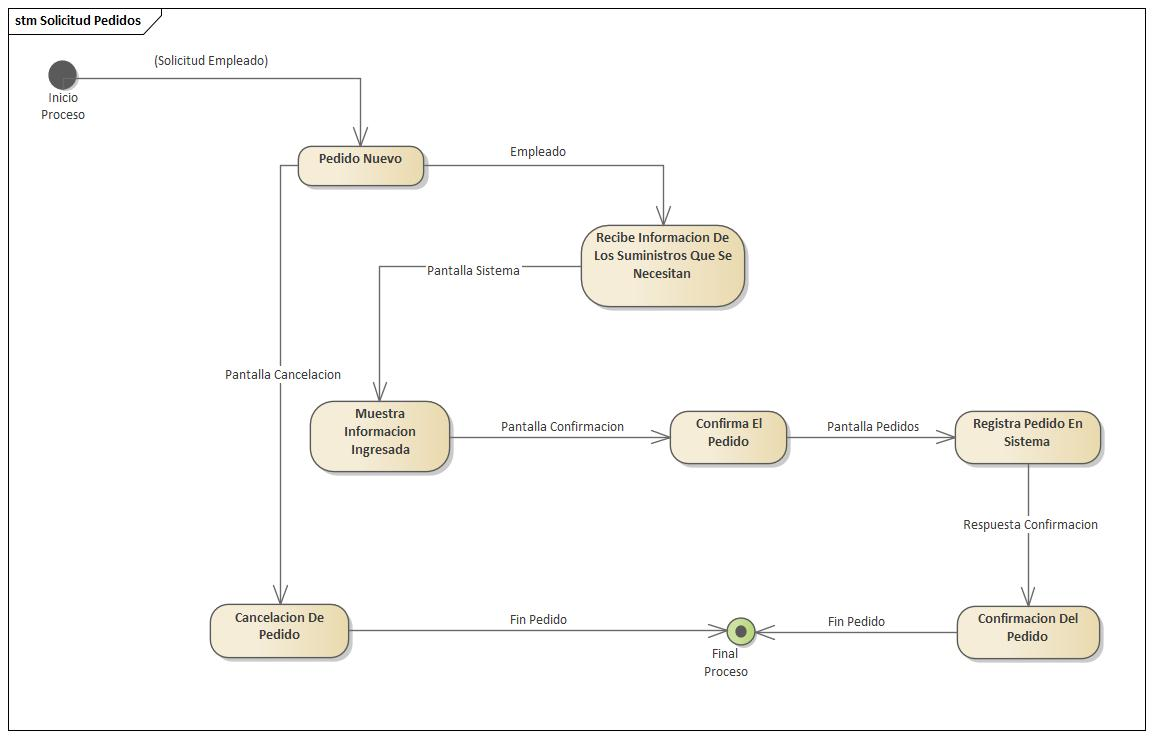 stm Solicitud Pedidos
(Solicitud Empleado)
Inicio
Proceso
Pedido Nuevo
Empleado
Recibe Informacion De
Los Suministros Que Se
Necesitan
Pantalla Sistema
Pantalla Cancelacion
Muestra
Informacion
Ingresada
Pantalla Confirmacion
Confirma El
Pedido
Pantalla Pedidos
Registra Pedido En
Sistema
Respuesta Confirmacion
Cancelacion De
Pedido
Fin Pedido
Final
Proceso
Fin Pedido
Confirmacion Del
Pedido